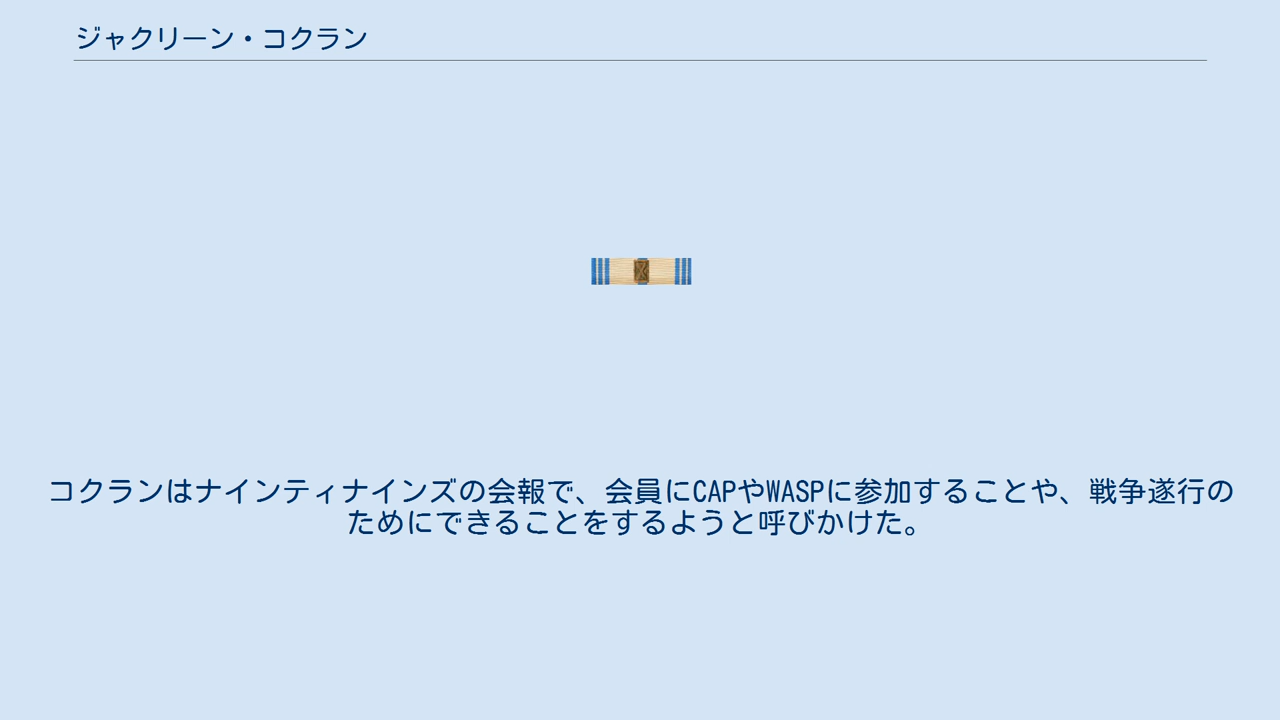 ジャクリーン・コクラン
コクランはナインティナインズの会報で、会員にCAPやWASPに参加することや、戦争遂行の
ためにできることをするようと呼びかけた。